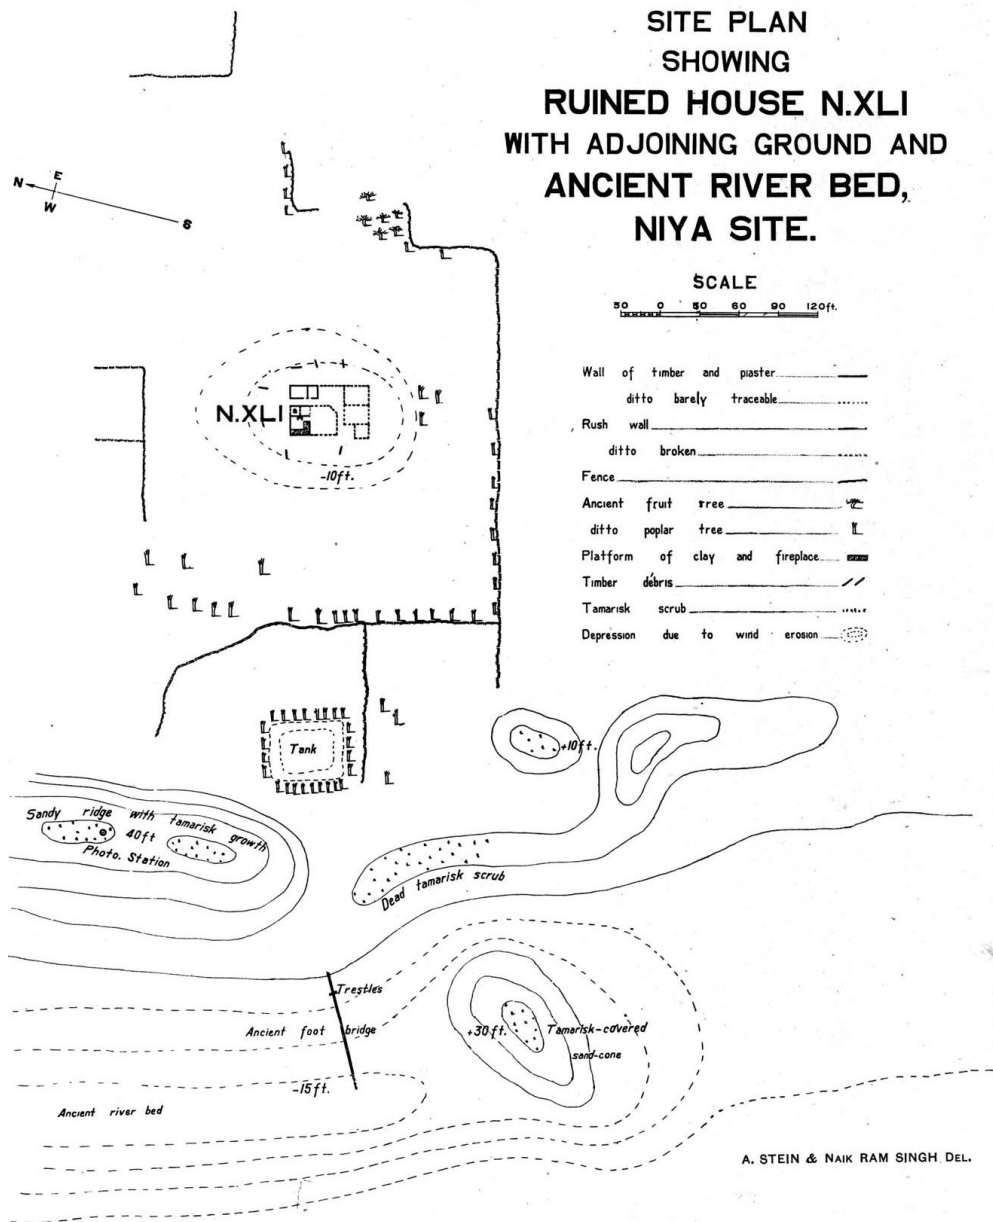 SITE PLAN
SHOWING
RUINED HOUSE N.XLI
WITH ADJOINING GROUND AND
ANCIENT RIVER BED,
NIYA SITE.
N
E
W
S
SCALE
30 0 30 60 90 120ft.
Wall of timber and plaster
ditto barely traceable
Rush wall
ditto broken
Fence
Ancient fruit tree
ditto poplar tree
Platform of clay and fireplace
Timber débris
Tamarisk scrub
Depression due to wind erosion
N.XLI
-10ft.
Tank
+10ft.
Sandy ridge with tamarisk growth
40ft
Photo. Station
Dead tamarisk scrub
Trestles
Ancient foot bridge
+30ft.
Tamarisk-covered
sand-cone
-15ft.
Ancient river bed
A. STEIN & NAIK RAM SINGH DEL.